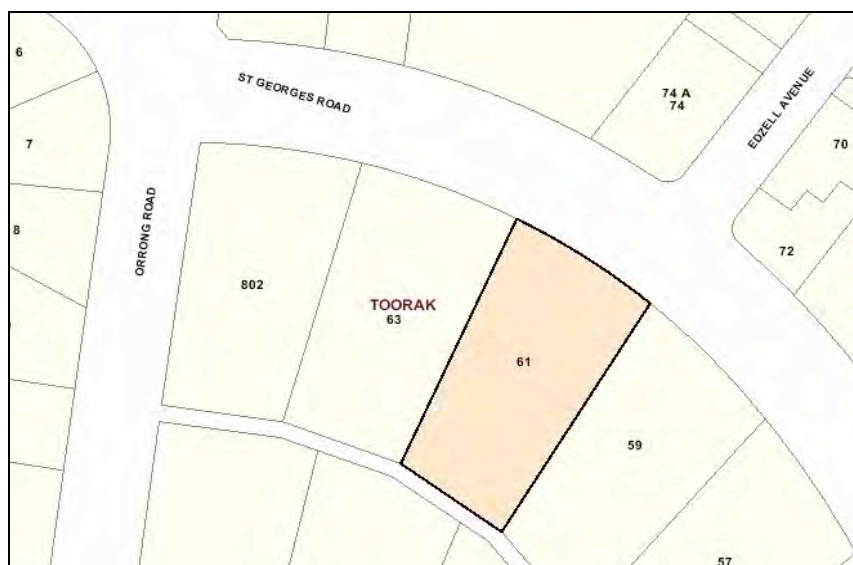 6
ST GEORGES ROAD
74 A
74
EDZELL AVENUE
70
7
ORRONG ROAD
8
72
802
TOORAK
63
61
59
57